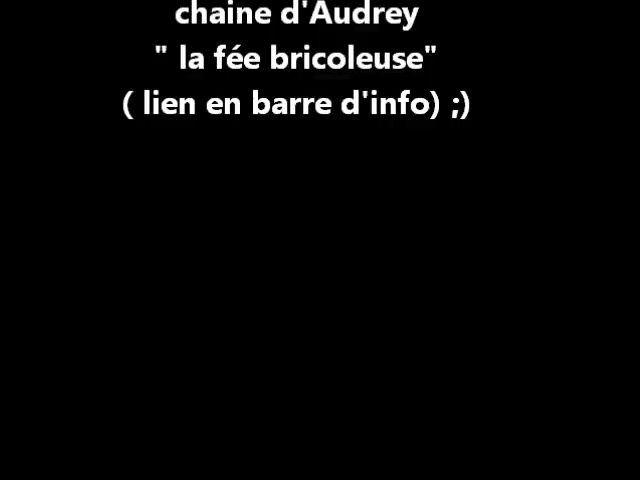 chaine d'Audrey
" la fée bricoleuse"
( lien en barre d'info) ;)